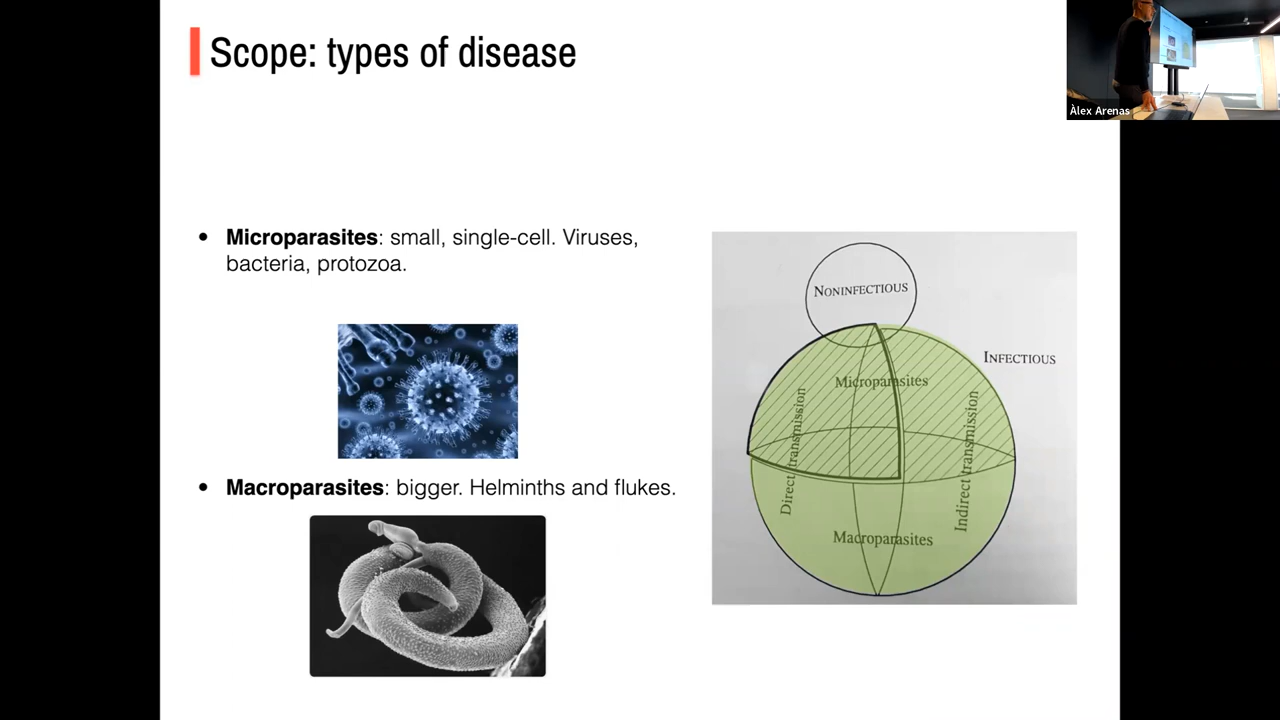 Scope: types of disease
Àlex Arenas
• Microparasites: small, single-cell. Viruses,
bacteria, protozoa.
• Macroparasites: bigger. Helminths and flukes.
NONINFECTIOUS
INFECTIOUS
Microparasites
Direct transmission
Indirect transmission
Macroparasites